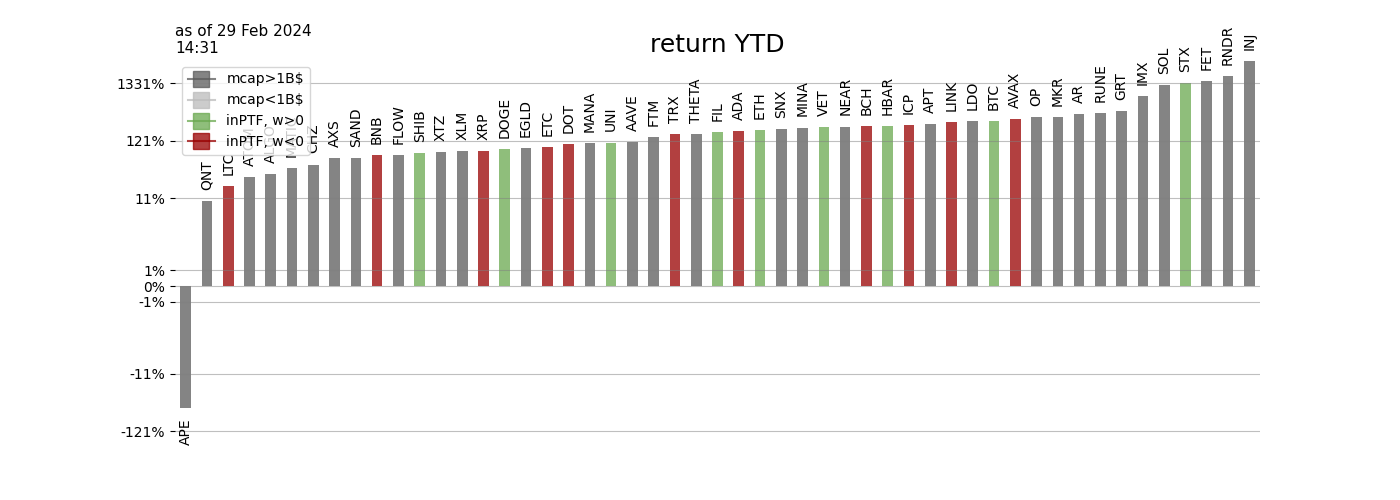 as of 29 Feb 2024
14:31
return YTD
mcap>1B$
mcap<1B$
inPTF, w>0
inPTF, w<0
1331%
121%
11%
1%
0%
-1%
-11%
-121%
APE
QNT
LTC
ATOM
ALGO
MATIC
CHZ
AXS
SAND
BNB
FLOW
SHIB
XTZ
XLM
XRP
DOGE
EGLD
ETC
DOT
MANA
UNI
AAVE
FTM
TRX
THETA
FIL
ADA
ETH
SNX
MINA
VET
NEAR
BCH
HBAR
ICP
APT
LINK
LDO
BTC
AVAX
OP
MKR
AR
RUNE
GRT
IMX
SOL
STX
FET
RNDR
INJ